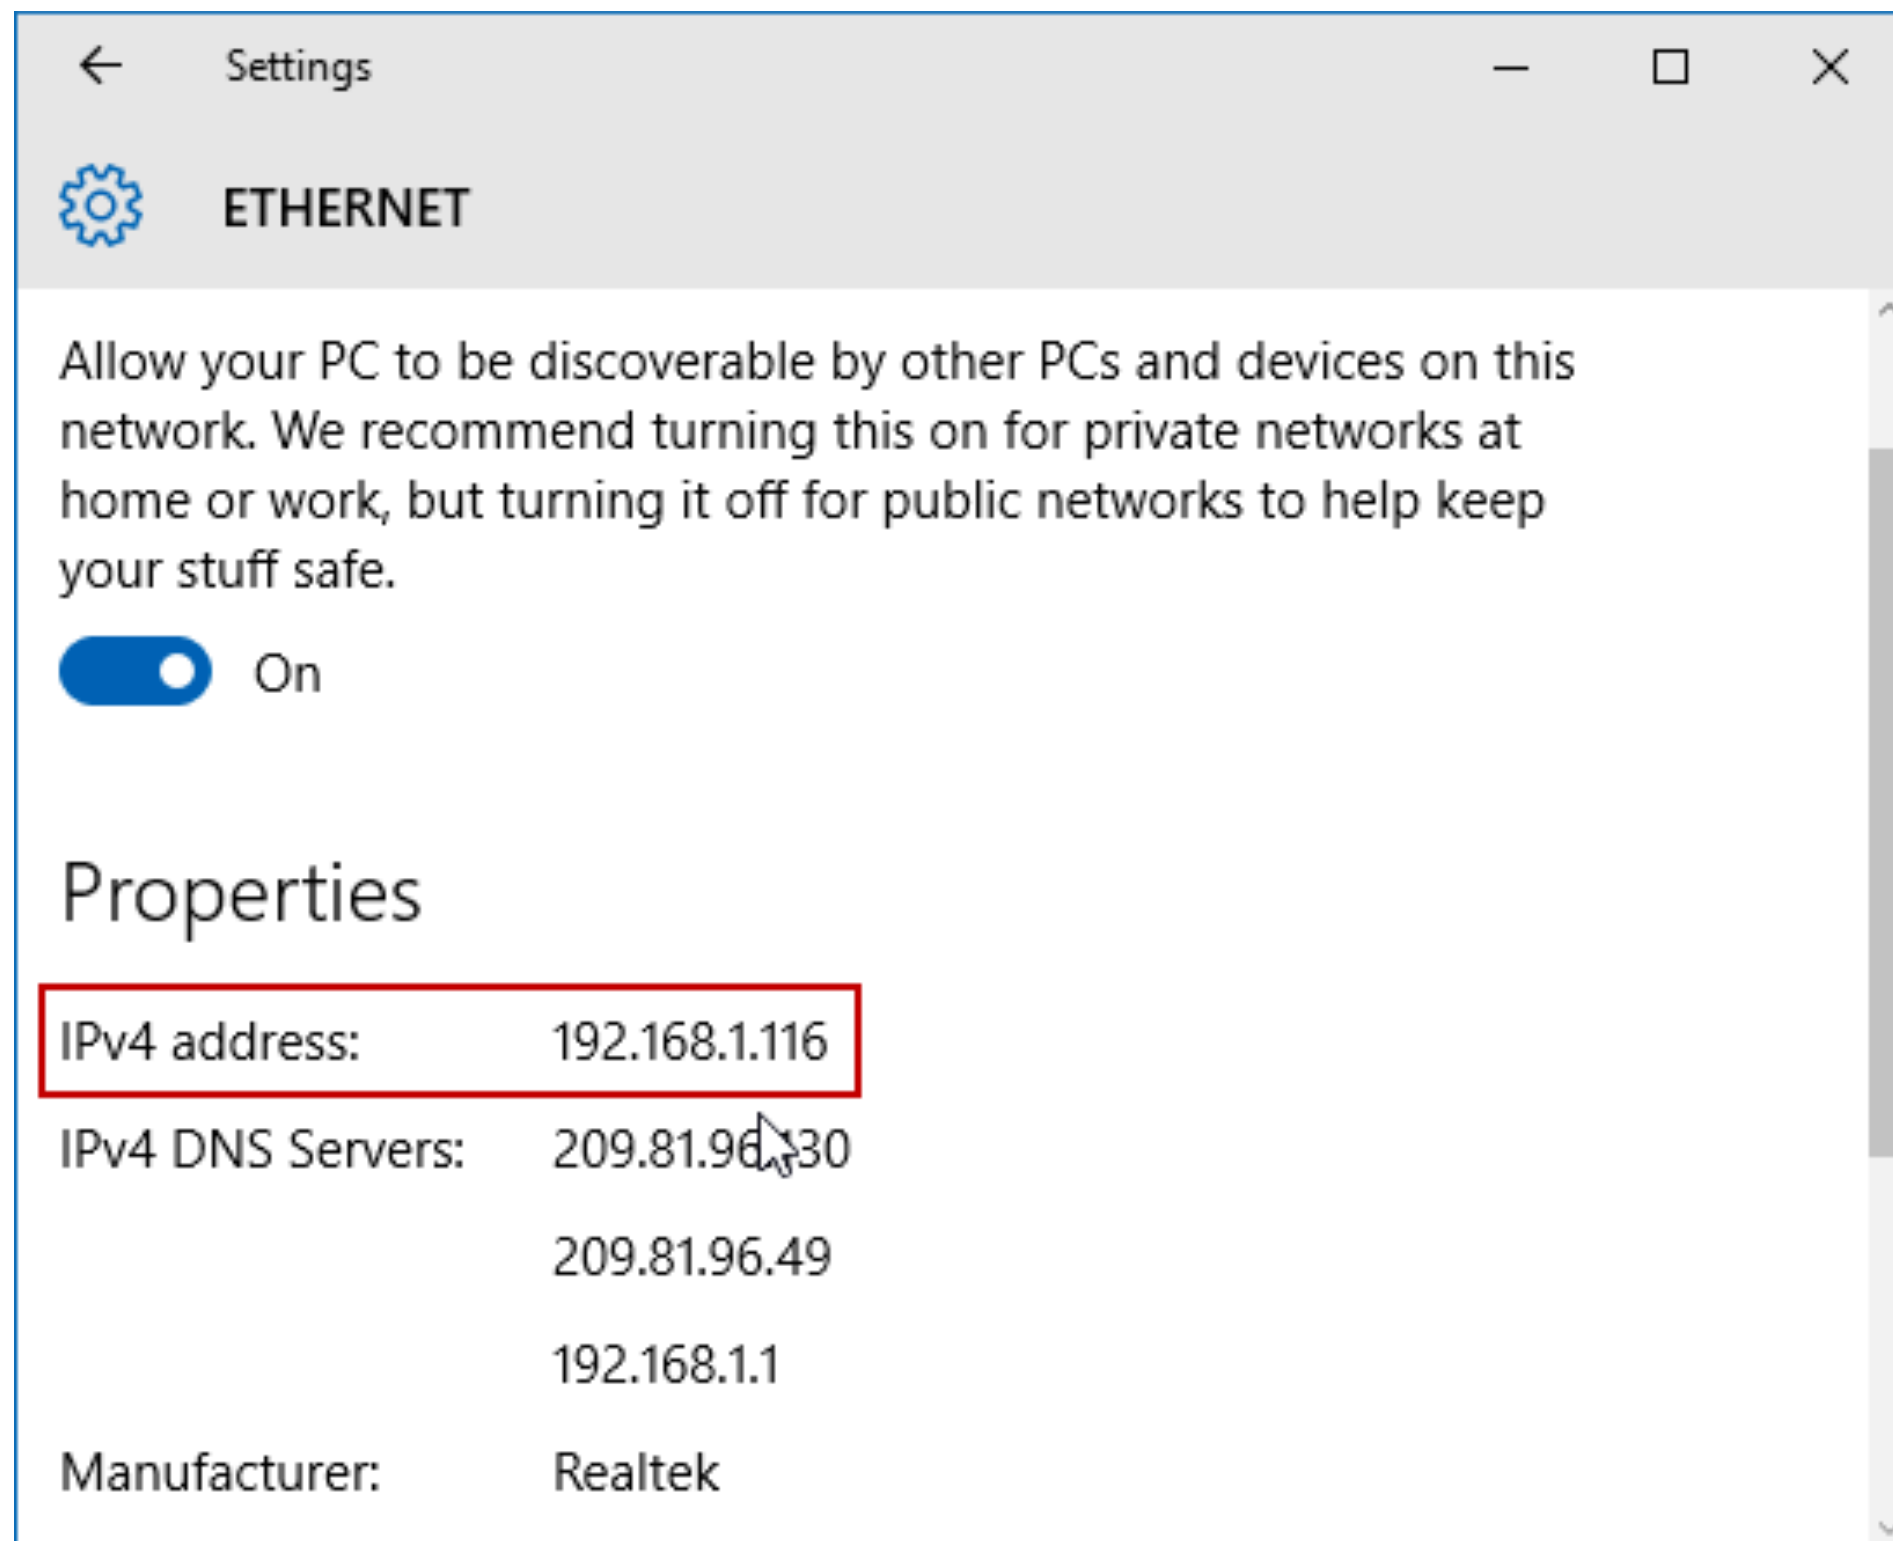 Settings
ETHERNET
Allow your PC to be discoverable by other PCs and devices on this
network. We recommend turning this on for private networks at
home or work, but turning it off for public networks to help keep
your stuff safe.
On
Properties
IPv4 address: 192.168.1.116
IPv4 DNS Servers:
209.81.96.49
192.168.1.1
Manufacturer: Realtek